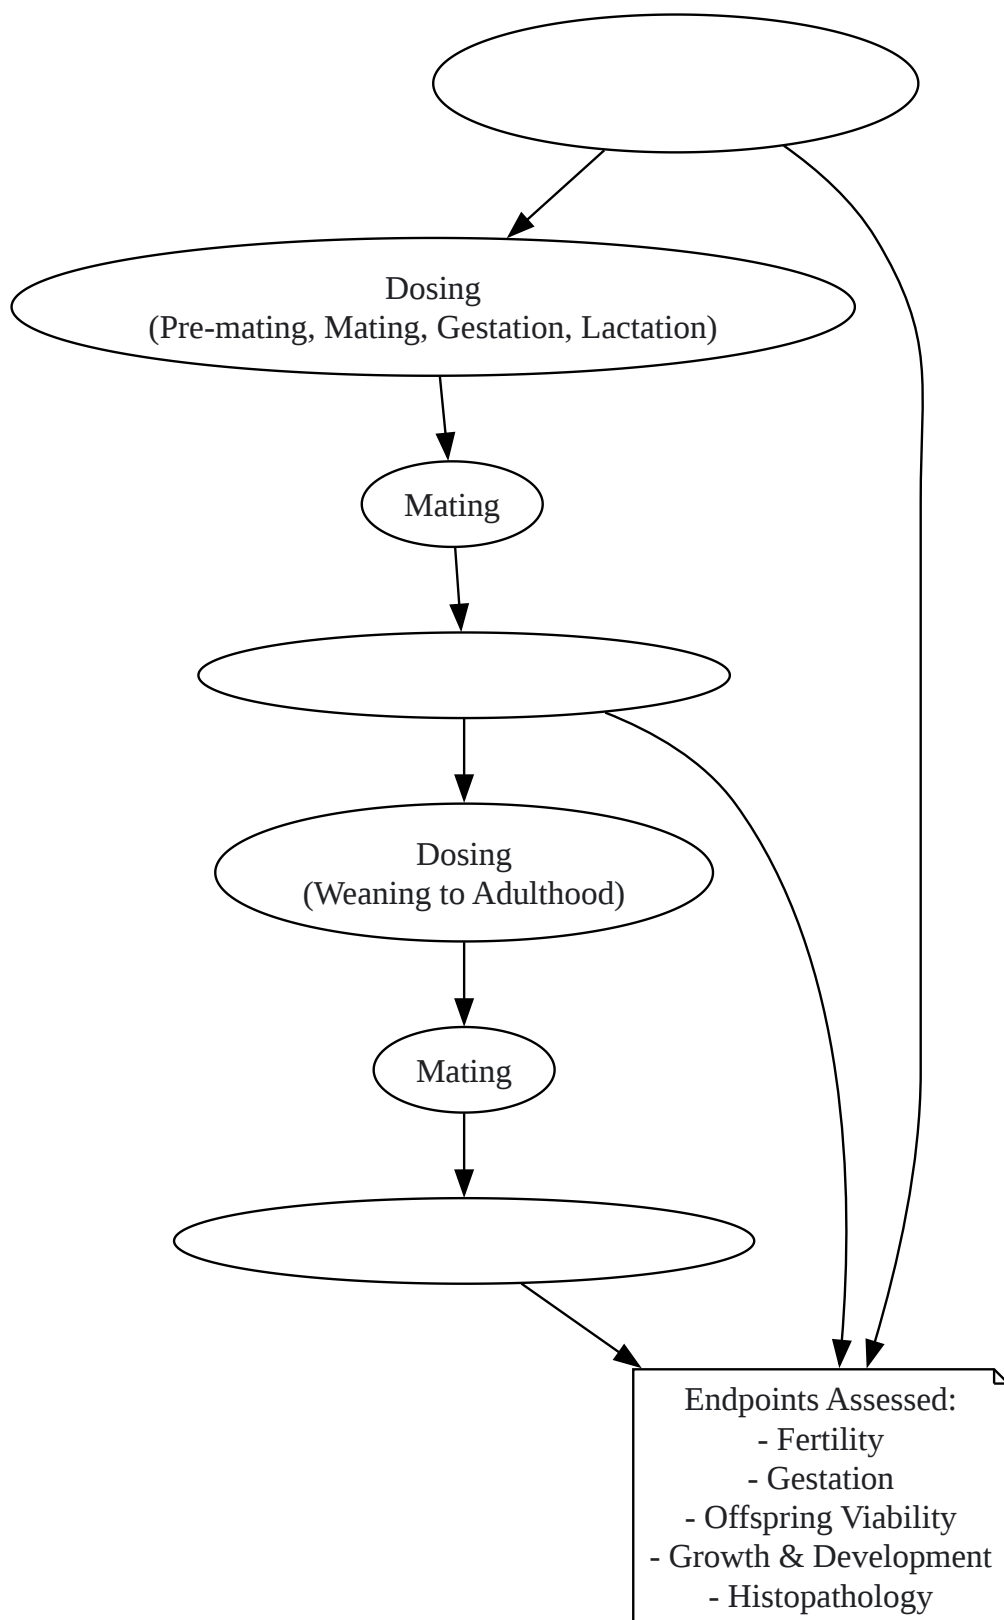 Dosing
(Pre-mating, Mating, Gestation, Lactation)
Mating
Dosing
(Weaning to Adulthood)
Mating
Endpoints Assessed:
- Fertility
- Gestation
- Offspring Viability
- Growth & Development
- Histopathology